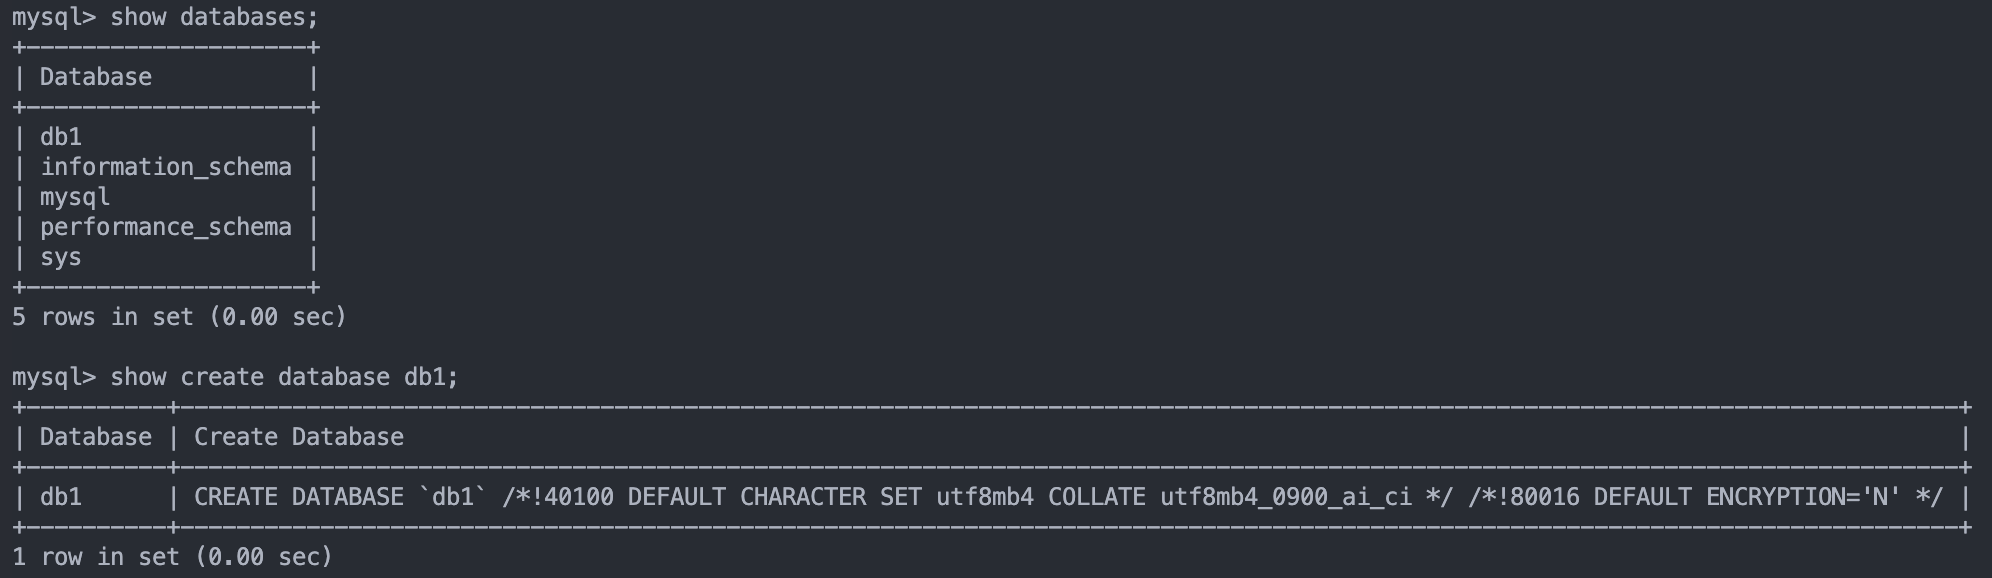 mysql> show databases;
+--------------------+
| Database           |
+--------------------+
| db1                |
| information_schema |
| mysql              |
| performance_schema |
| sys                |
+--------------------+
5 rows in set (0.00 sec)

mysql> show create database db1;
+----------+-------------------------------------------------------------------------------------------------------------------------------+
| Database | Create Database                                                                                                               |
+----------+-------------------------------------------------------------------------------------------------------------------------------+
| db1      | CREATE DATABASE `db1` /*!40100 DEFAULT CHARACTER SET utf8mb4 COLLATE utf8mb4_0900_ai_ci */ /*!80016 DEFAULT ENCRYPTION='N' */ |
+----------+-------------------------------------------------------------------------------------------------------------------------------+
1 row in set (0.00 sec)